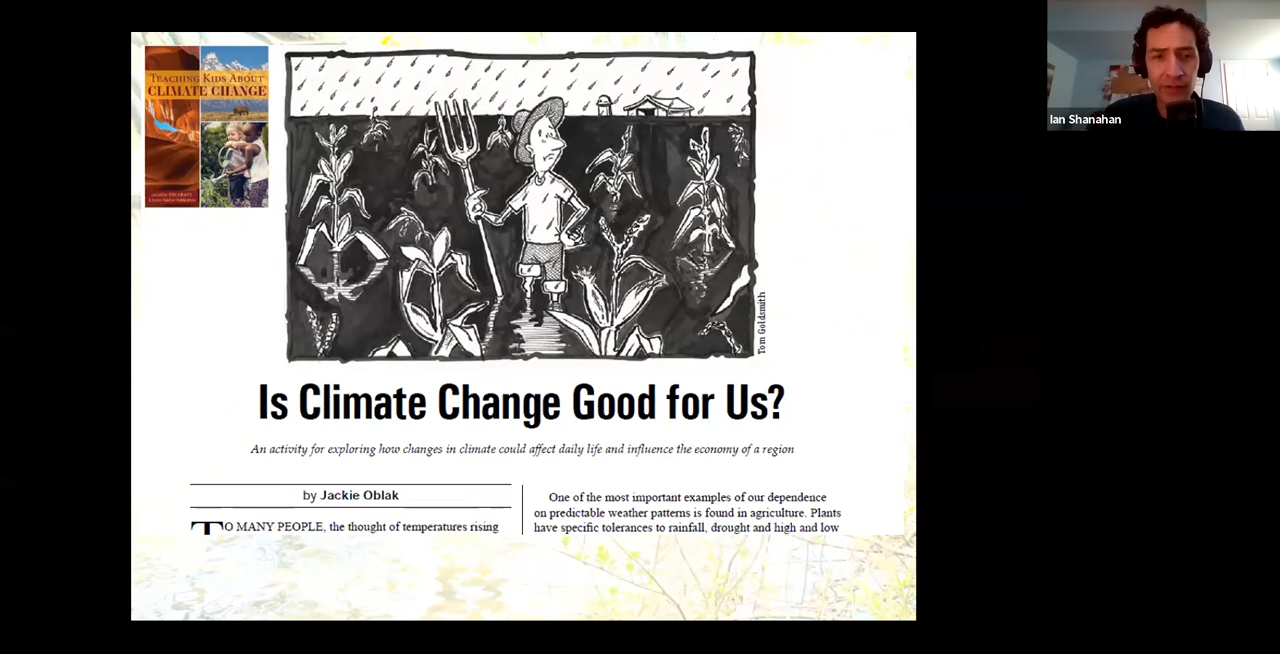 TEACHING KIDS ABOUT
CLIMATE CHANGE
Ian Shanahan
Tom Goldsmith
Is Climate Change Good for Us?
An activity for exploring how changes in climate could affect daily life and influence the economy of a region
by Jackie Oblak
TO MANY PEOPLE, the thought of temperatures rising
One of the most important examples of our dependence
on predictable weather patterns is found in agriculture. Plants
have specific tolerances to rainfall, drought and high and low